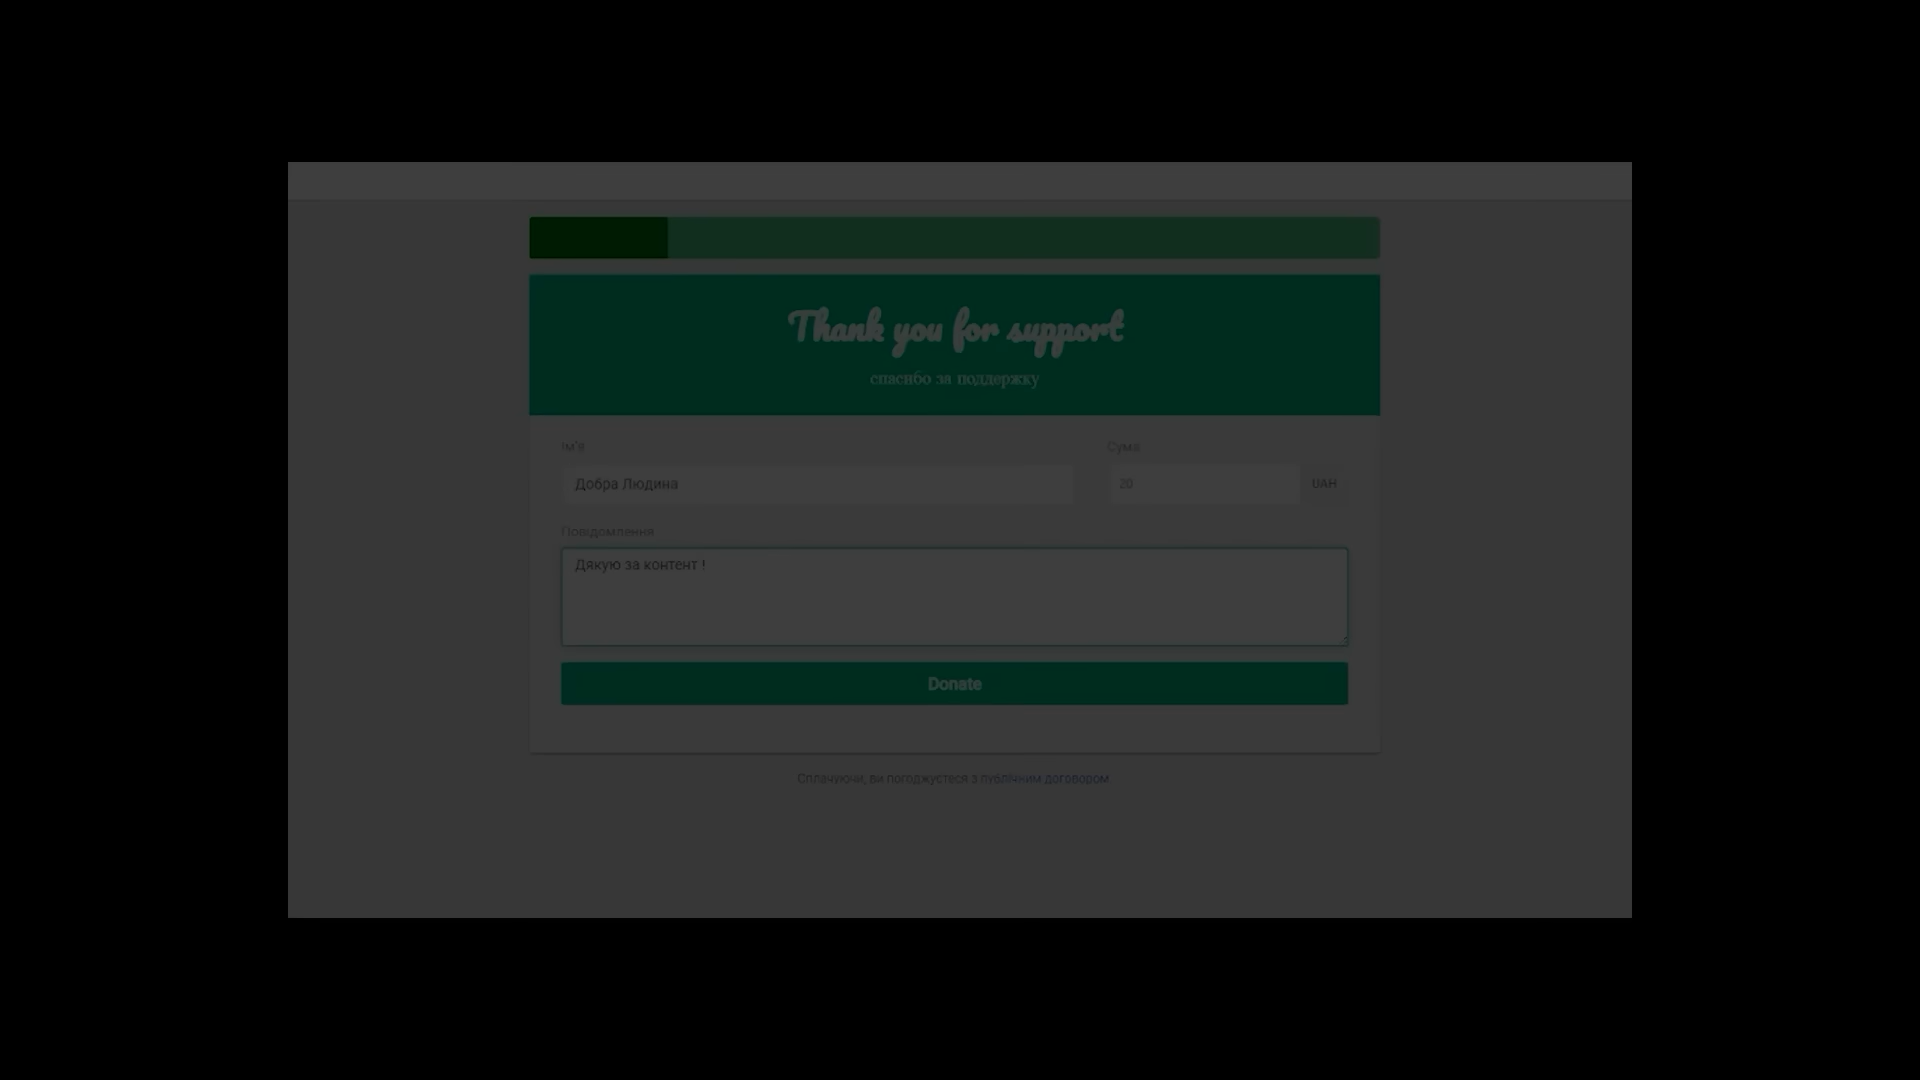 Thank you for support
спасибо за поддержку
Ім'я
Сума
Добра Людина
20
UAH
Повідомлення
Дякую за контент !
Donate
Сплачуючи, ви погоджуєтеся з публічним договором